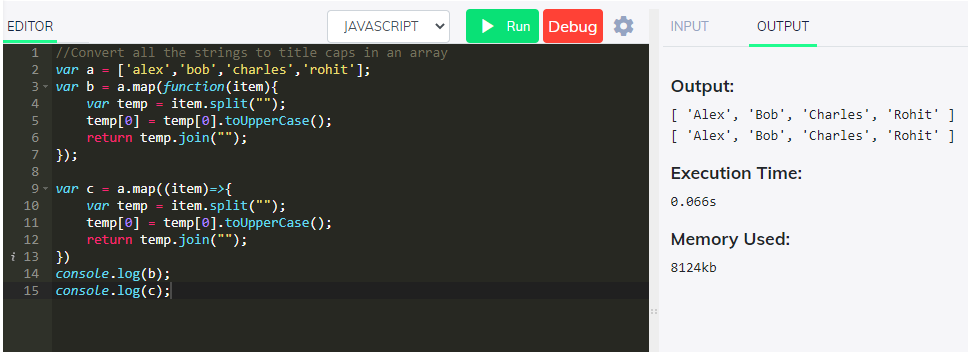 EDITOR JAVASCRIPT Run Debug
INPUT OUTPUT
1 //Convert all the strings to title caps in an array
2 var a = ['alex','bob','charles','rohit'];
3 var b = a.map(function(item){
4     var temp = item.split("");
5     temp[0] = temp[0].toUpperCase();
6     return temp.join("");
7 });
8
9 var c = a.map((item)=>{
10     var temp = item.split("");
11     temp[0] = temp[0].toUpperCase();
12     return temp.join("");
i 13 })
14 console.log(b);
15 console.log(c);
Output:
[ 'Alex', 'Bob', 'Charles', 'Rohit' ]
[ 'Alex', 'Bob', 'Charles', 'Rohit' ]
Execution Time:
0.066s
Memory Used:
8124kb